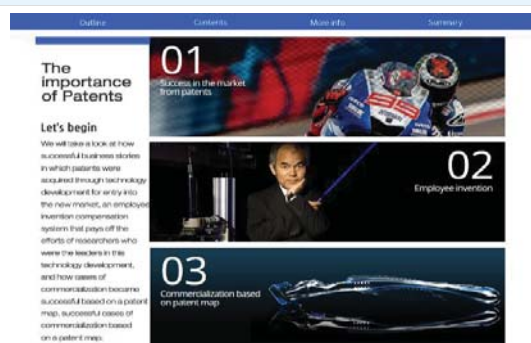 Outline
Contents
More info
Summary
The
importance
of Patents
Let's begin
We will take a look at how
successful business stories
in which patents were
acquired through technology
development for entry into
the new market, an employee
invention compensation
system that pays off the
efforts of researchers who
were the leaders in this
technology development,
and how cases of
commercialization became
successful based on a patent
map, successful cases of
commercialization based
on a patent map.
01
Success in the market
from patents
02
Employee invention
03
Commercialization based
on patent map